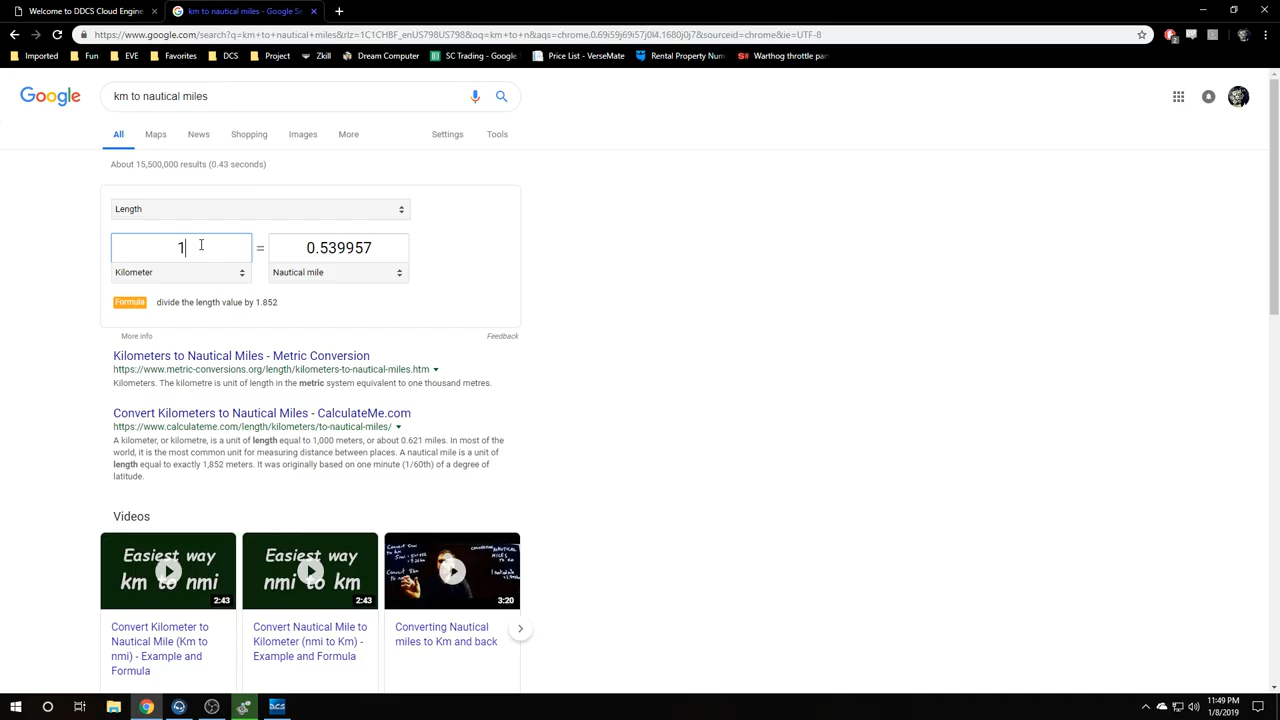 Welcome to DDCS Cloud Engine
km to nautical miles - Google Se
https://www.google.com/search?q=km+to+nautical+miles&rlz=1C1CHBF_enUS798US798&oq=km+to+n&aqs=chrome.0.69i59j69i57j0l4.1680j0j7&sourceid=chrome&ie=UTF-8
Imported Fun EVE Favorites DCS Project Zkill Dream Computer SC Trading - Google Price List - VerseMate Rental Property Num Warthog throttle par
Google
km to nautical miles
All Maps News Shopping Images More Settings Tools
About 15,500,000 results (0.43 seconds)
Length
1 = 0.539957
Kilometer Nautical mile
Formula divide the length value by 1.852
More info Feedback
Kilometers to Nautical Miles - Metric Conversion
https://www.metric-conversions.org/length/kilometers-to-nautical-miles.htm
Kilometers. The kilometre is unit of length in the metric system equivalent to one thousand metres.
Convert Kilometers to Nautical Miles - CalculateMe.com
https://www.calculateme.com/length/kilometers/to-nautical-miles/
A kilometer, or kilometre, is a unit of length equal to 1,000 meters, or about 0.621 miles. In most of the
world, it is the most common unit for measuring distance between places. A nautical mile is a unit of
length equal to exactly 1,852 meters. It was originally based on one minute (1/60th) of a degree of
latitude.
Videos
Easiest way
km to nmi
2:43
Easiest way
nmi to km
2:43
3:20
Convert Kilometer to
Nautical Mile (Km to
nmi) - Example and
Formula
Convert Nautical Mile to
Kilometer (nmi to Km) -
Example and Formula
Converting Nautical
miles to Km and back
DCS
11:49 PM
1/8/2019